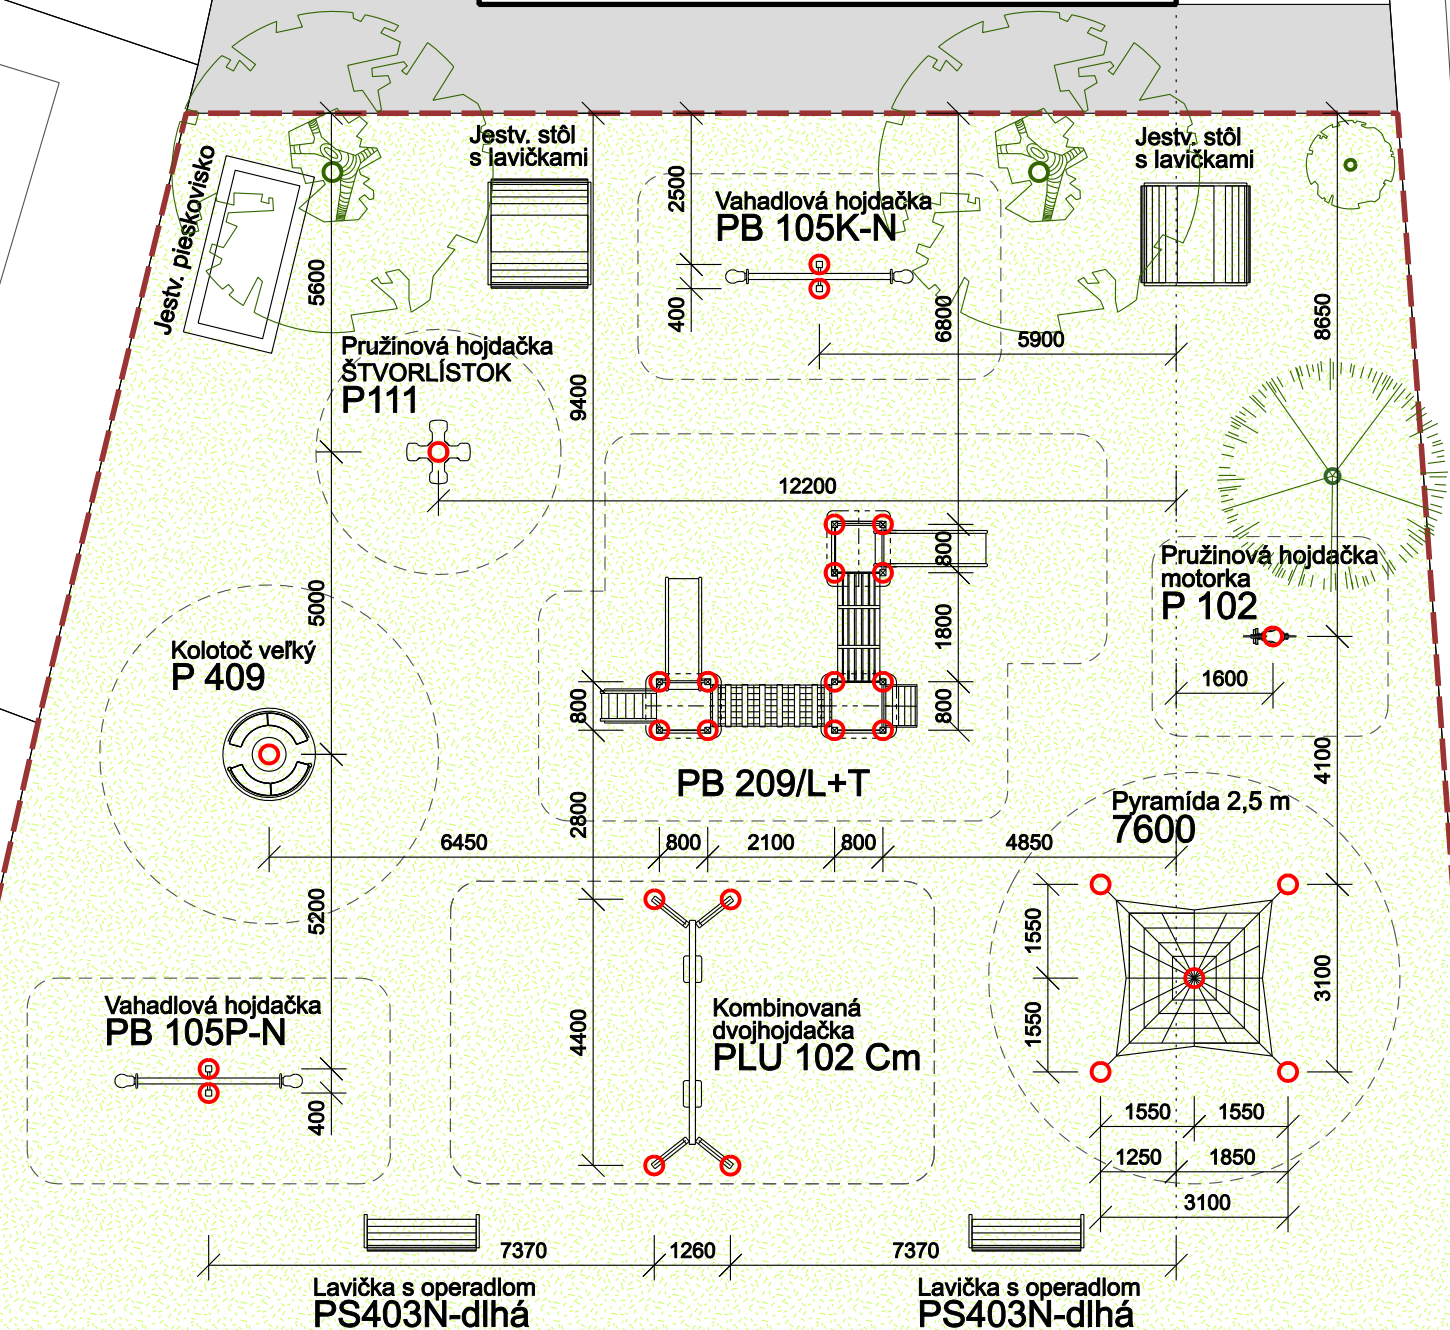 Jestv. stôl
s lavičkami
Jestv. stôl
s lavičkami
Jestv. pieskovisko
2500
Vahadlová hojdačka
PB 105K-N
5600
400
6800
8650
5900
Pružinová hojdačka
ŠTVORLÍSTOK
P111
9400
12200
800
Pružinová hojdačka
motorka
P 102
5000
1800
Kolotoč veľký
P 409
1600
800
800
4100
PB 209/L+T
2800
Pyramída 2,5 m
7600
6450
800
2100
800
4850
5200
1550
3100
Vahadlová hojdačka
PB 105P-N
Kombinovaná
dvojhojdačka
PLU 102 Cm
4400
1550
400
1550
1550
1250
1850
3100
7370
1260
7370
Lavička s operadlom
PS403N-dlhá
Lavička s operadlom
PS403N-dlhá